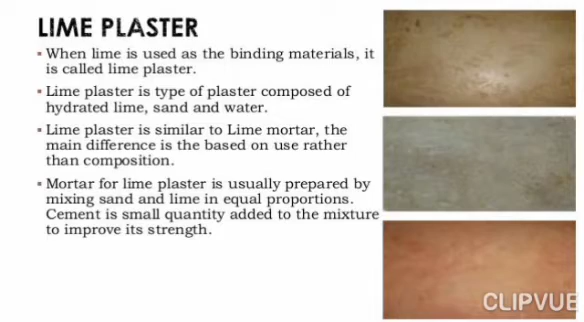 LIME PLASTER
▪ When lime is used as the binding materials, it
is called lime plaster.
▪ Lime plaster is type of plaster composed of
hydrated lime, sand and water.
▪ Lime plaster is similar to Lime mortar, the
main difference is the based on use rather
than composition.
▪ Mortar for lime plaster is usually prepared by
mixing sand and lime in equal proportions.
Cement is small quantity added to the mixture
to improve its strength.
CLIPVUE